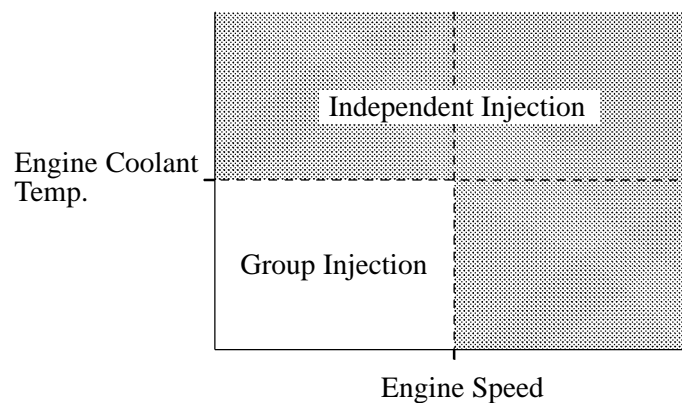 Independent Injection
Engine Coolant
Temp.
Group Injection
Engine Speed